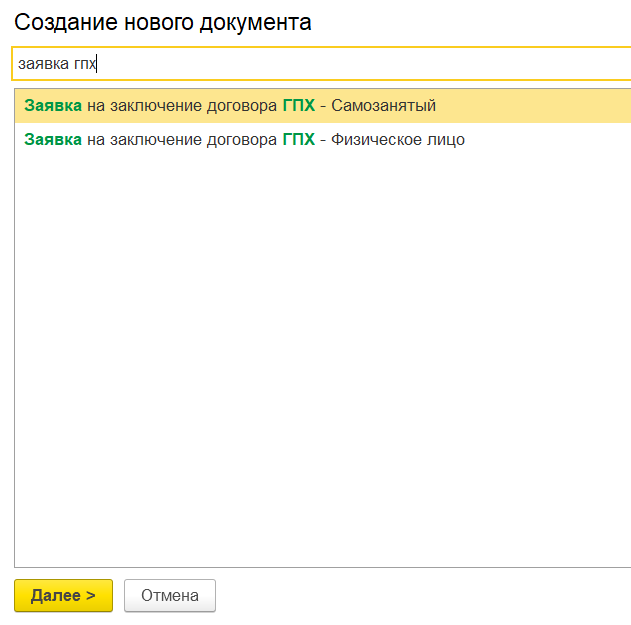 Создание нового документа
заявка гпх
Заявка на заключение договора ГПХ - Самозанятый
Заявка на заключение договора ГПХ - Физическое лицо
Далее > Отмена